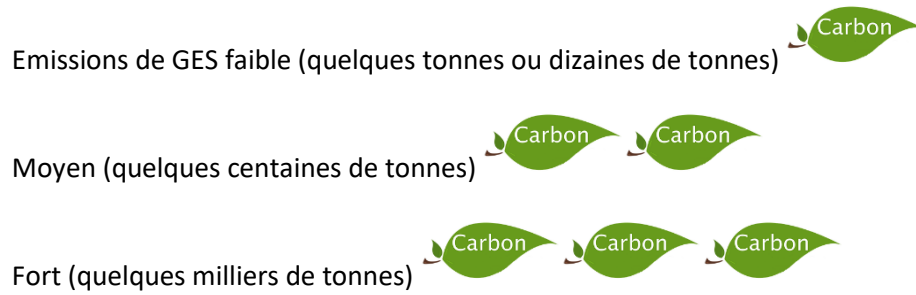 Emissions de GES faible (quelques tonnes ou dizaines de tonnes) Carbon
Moyen (quelques centaines de tonnes) Carbon Carbon
Fort (quelques milliers de tonnes) Carbon Carbon Carbon